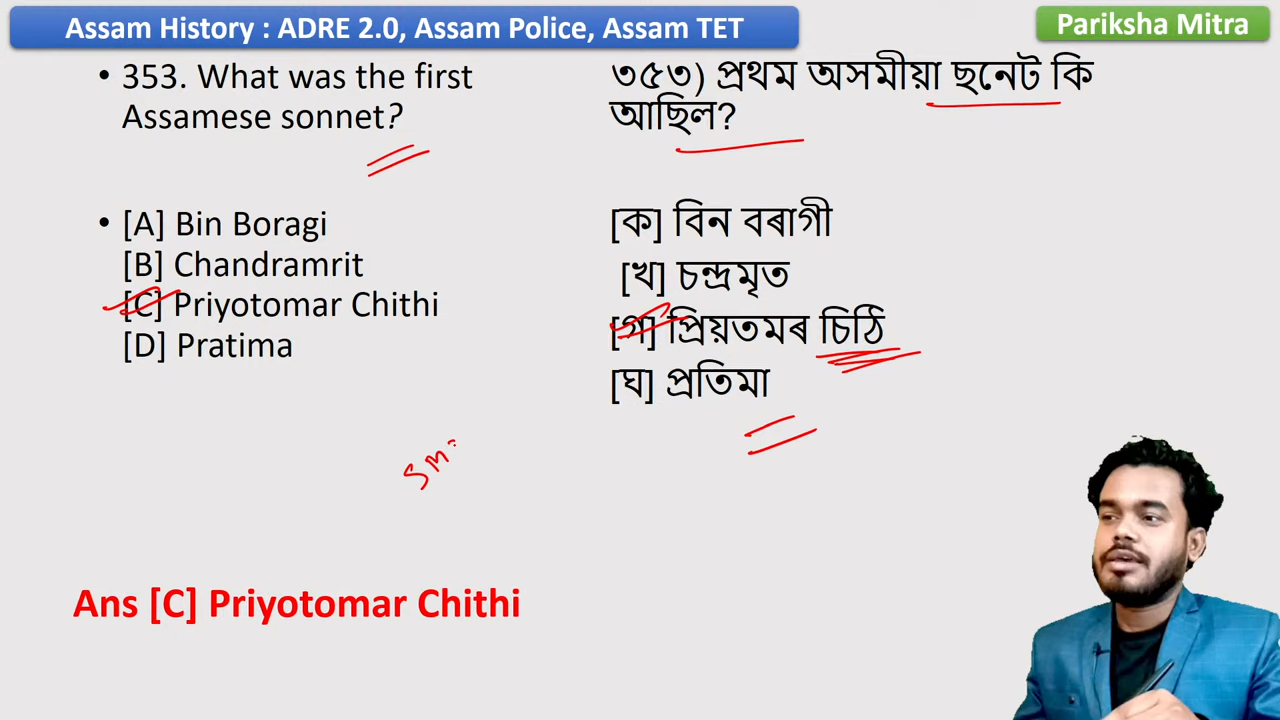 Assam History : ADRE 2.0, Assam Police, Assam TET
Pariksha Mitra
• 353. What was the first
Assamese sonnet?
• [A] Bin Boragi
[B] Chandramrit
[C] Priyotomar Chithi
[D] Pratima
৩৫৩) প্ৰথম অসমীয়া ছনেট কি
আছিল?
[ক] বিন বৰাগী
[খ] চন্দ্ৰমৃত
[গ] প্ৰিয়তমৰ চিঠি
[ঘ] প্ৰতিমা
Ans [C] Priyotomar Chithi